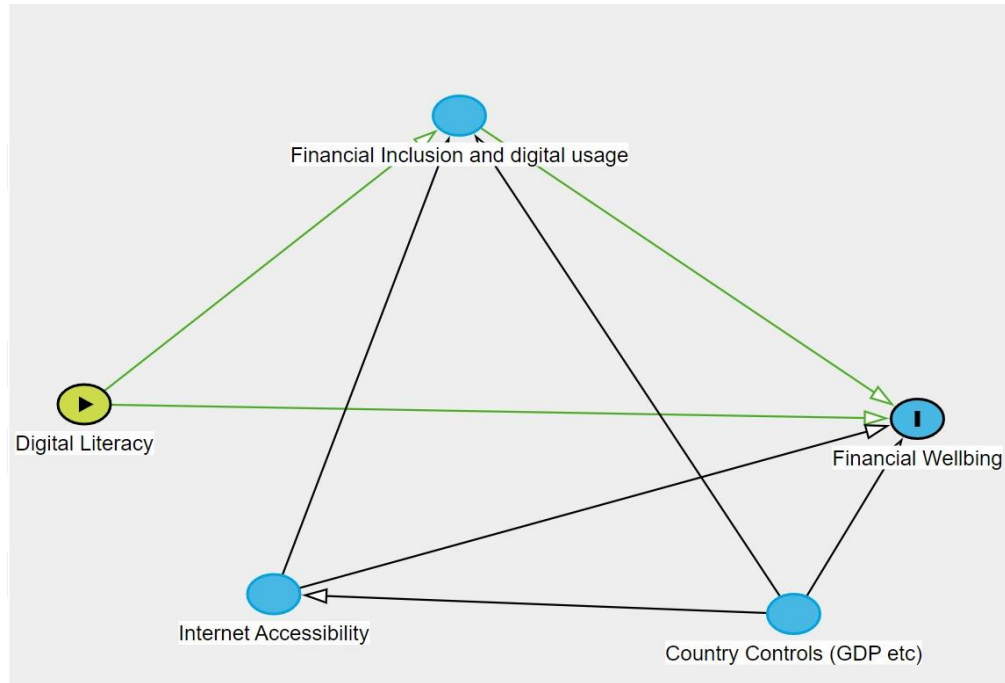 Financial Inclusion and digital usage
Digital Literacy
Financial Wellbing
Internet Accessibility
Country Controls (GDP etc)